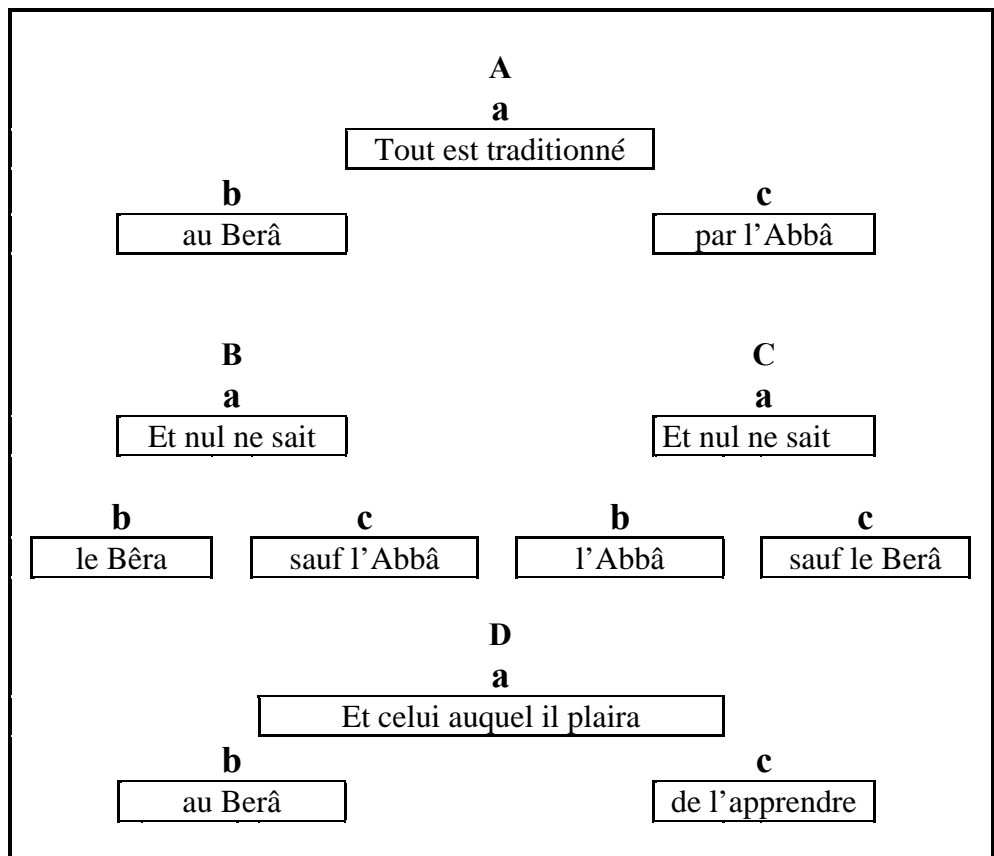 A
a
Tout est traditionné
b c
au Berâ par l’Abbâ
B C
a a
Et nul ne sait Et nul ne sait
b c b c
le Bêra sauf l’Abbâ l’Abbâ sauf le Berâ
D
a
Et celui auquel il plaira
b c
au Berâ de l’apprendre